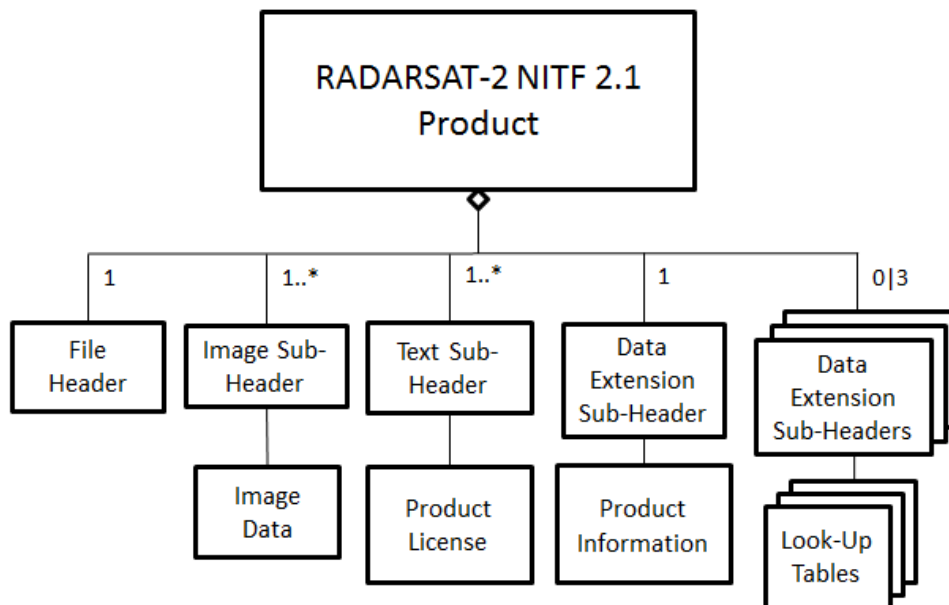 RADARSAT-2 NITF 2.1
Product
1
1..*
1..*
1
0|3
File
Header
Image Sub-
Header
Text Sub-
Header
Data
Extension
Sub-Header
Data
Extension
Sub-Headers
Image
Data
Product
License
Product
Information
Look-Up
Tables